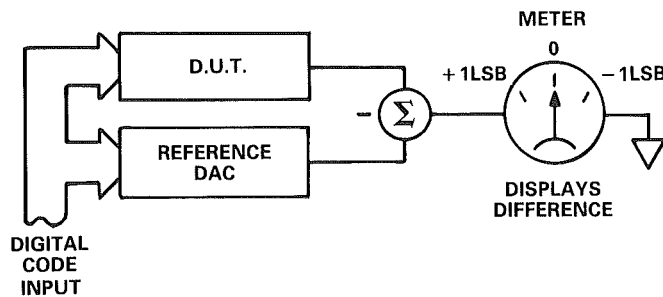 METER
0
+1LSB
−1LSB
D.U.T.
− Σ
REFERENCE
DAC
DISPLAYS
DIFFERENCE
DIGITAL
CODE
INPUT